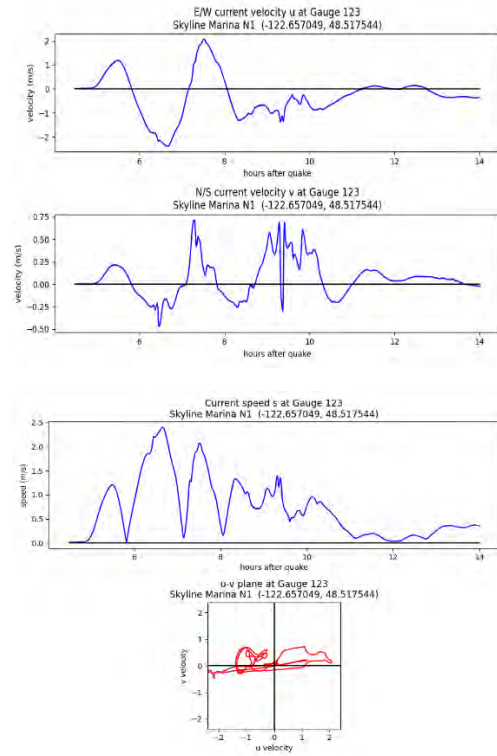 E/W current velocity u at Gauge 123
Skyline Marina N1 (-122.657049, 48.517544)
velocity (m/s)
2
1
0
−1
−2
6
8
10
12
14
hours after quake
N/S current velocity v at Gauge 123
Skyline Marina N1 (-122.657049, 48.517544)
velocity (m/s)
0.75
0.50
0.25
0.00
−0.25
−0.50
6
8
10
12
14
hours after quake
Current speed s at Gauge 123
Skyline Marina N1 (-122.657049, 48.517544)
speed (m/s)
2.5
2.0
1.5
1.0
0.5
0.0
6
8
10
12
14
hours after quake
u-v plane at Gauge 123
Skyline Marina N1 (-122.657049, 48.517544)
v velocity
2
1
0
−1
−2
−2
−1
0
1
2
u velocity